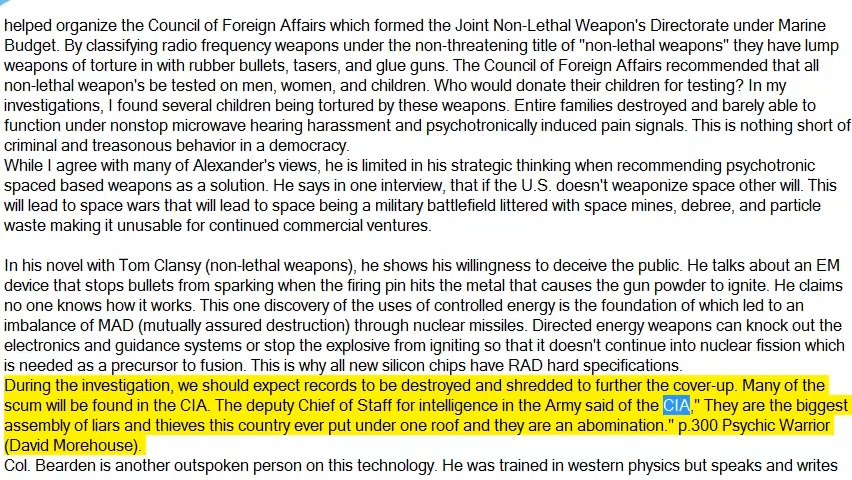 helped organize the Council of Foreign Affairs which formed the Joint Non-Lethal Weapon's Directorate under Marine
Budget. By classifying radio frequency weapons under the non-threatening title of "non-lethal weapons" they have lump
weapons of torture in with rubber bullets, tasers, and glue guns. The Council of Foreign Affairs recommended that all
non-lethal weapon's be tested on men, women, and children. Who would donate their children for testing? In my
investigations, I found several children being tortured by these weapons. Entire families destroyed and barely able to
function under nonstop microwave hearing harassment and psychotronically induced pain signals. This is nothing short of
criminal and treasonous behavior in a democracy.
While I agree with many of Alexander's views, he is limited in his strategic thinking when recommending psychotronic
spaced based weapons as a solution. He says in one interview, that if the U.S. doesn't weaponize space other will. This
will lead to space wars that will lead to space being a military battlefield littered with space mines, debree, and particle
waste making it unusable for continued commercial ventures.
In his novel with Tom Clansy (non-lethal weapons), he shows his willingness to deceive the public. He talks about an EM
device that stops bullets from sparking when the firing pin hits the metal that causes the gun powder to ignite. He claims
no one knows how it works. This one discovery of the uses of controlled energy is the foundation of which led to an
imbalance of MAD (mutually assured destruction) through nuclear missiles. Directed energy weapons can knock out the
electronics and guidance systems or stop the explosive from igniting so that it doesn't continue into nuclear fission which
is needed as a precursor to fusion. This is why all new silicon chips have RAD hard specifications.
During the investigation, we should expect records to be destroyed and shredded to further the cover-up. Many of the
scum will be found in the CIA. The deputy Chief of Staff for intelligence in the Army said of the CIA," They are the biggest
assembly of liars and thieves this country ever put under one roof and they are an abomination." p.300 Psychic Warrior
(David Morehouse).
Col. Bearden is another outspoken person on this technology. He was trained in western physics but speaks and writes